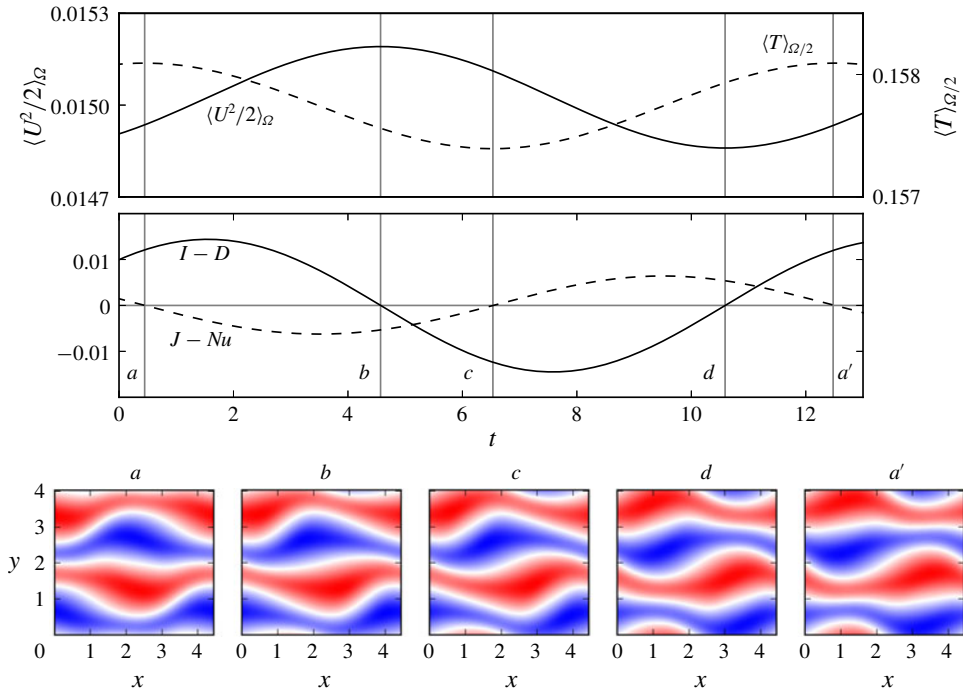 0.0153
0.0150
0.0147
⟨U²/2⟩Ω
⟨U²/2⟩Ω
⟨T⟩Ω/2
0.158
0.157
⟨T⟩Ω/2
0.01
0
−0.01
I − D
J − Nu
a
b
c
d
a′
0 2 4 6 8 10 12
t
a b c d a′
4
3
2
1
0
y
1 2 3 4
0 1 2 3 4
0 1 2 3 4
0 1 2 3 4
0 1 2 3 4
x x x x x